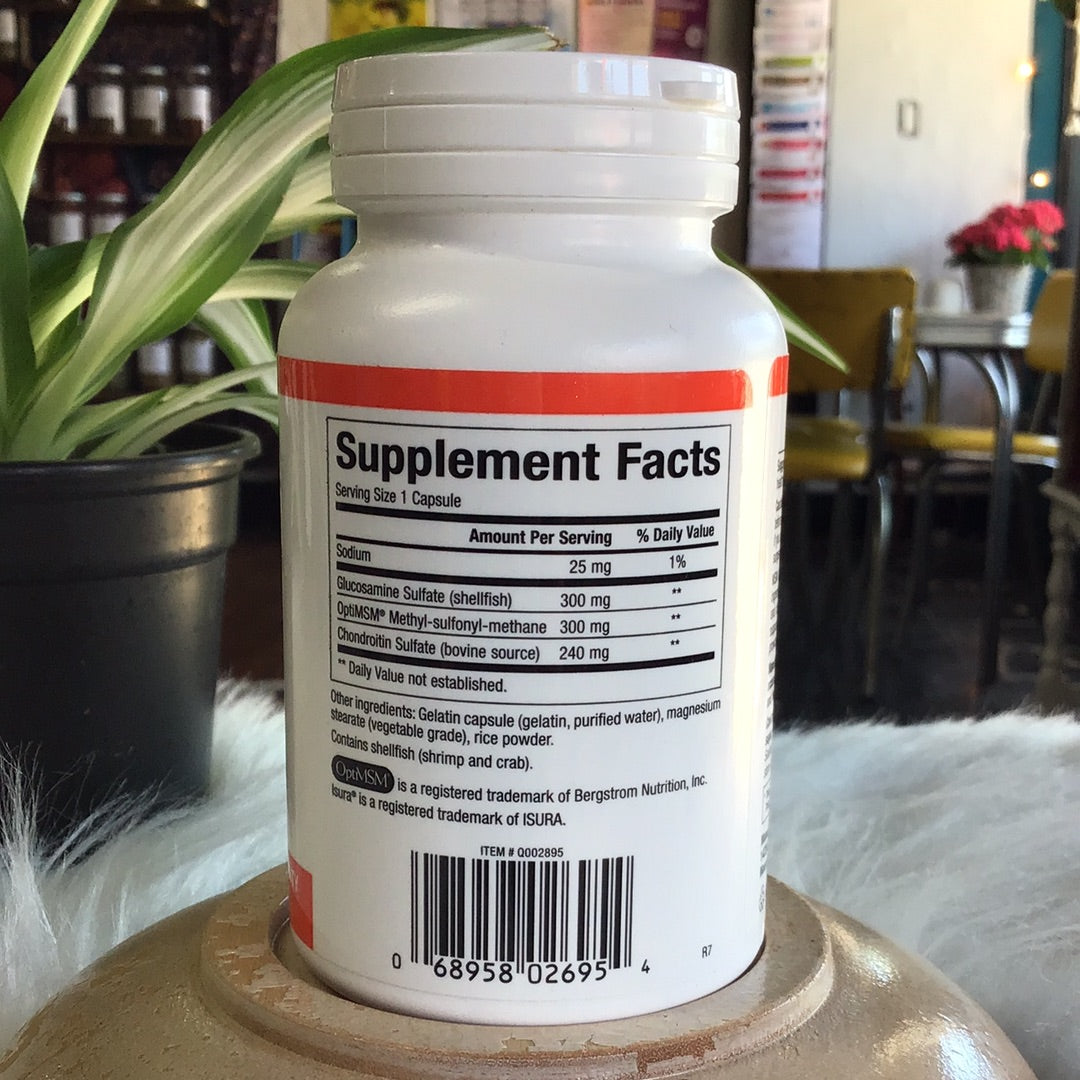 Supplement Facts
Serving Size 1 Capsule
Amount Per Serving % Daily Value
Sodium 25 mg 1%
Glucosamine Sulfate (shellfish) 300 mg **
OptiMSM® Methyl-sulfonyl-methane 300 mg **
Chondroitin Sulfate (bovine source) 240 mg **
** Daily Value not established.
Other ingredients: Gelatin capsule (gelatin, purified water), magnesium
stearate (vegetable grade), rice powder.
Contains shellfish (shrimp and crab).
OptiMSM is a registered trademark of Bergstrom Nutrition, Inc.
Isura® is a registered trademark of ISURA.
ITEM # Q002895
0 68958 02695 4
R7